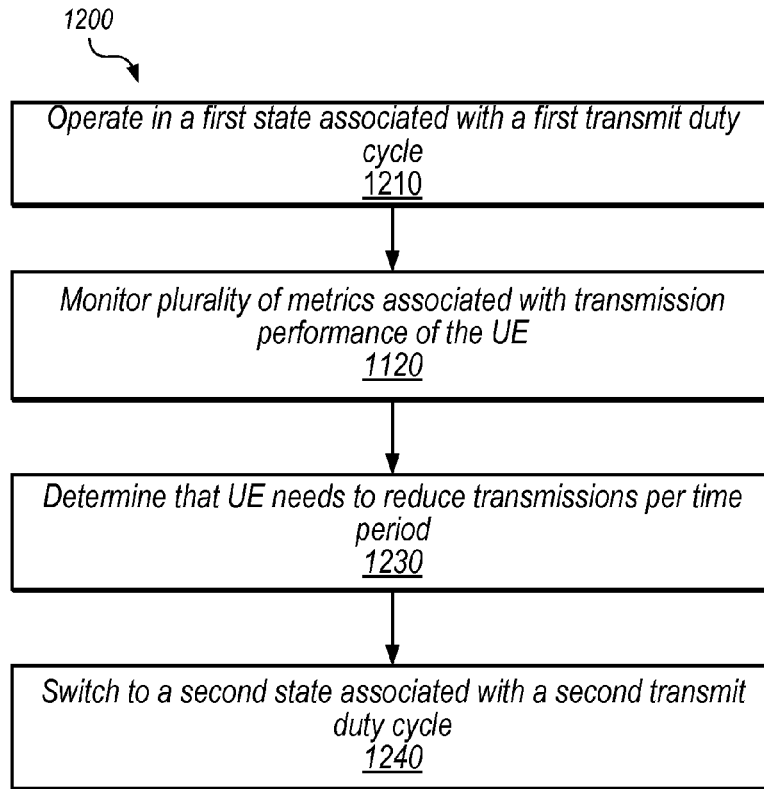 1200
Operate in a first state associated with a first transmit duty
cycle
1210
Monitor plurality of metrics associated with transmission
performance of the UE
1120
Determine that UE needs to reduce transmissions per time
period
1230
Switch to a second state associated with a second transmit
duty cycle
1240